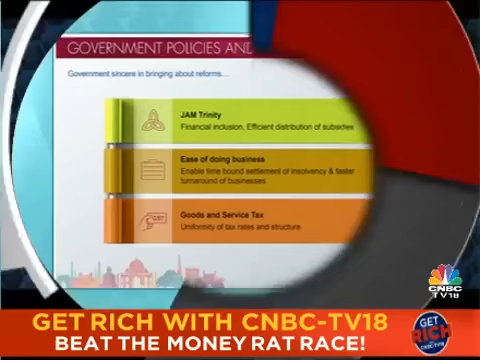 GOVERNMENT POLICIES AND
Government sincere in bringing about reforms...
JAM Trinity
Financial inclusion, Efficient distribution of subsidies
Ease of doing business
Enable time bound settlement of insolvency & faster
turnaround of businesses
GST
Goods and Service Tax
Uniformity of tax rates and structure
CNBC
TV18
GET RICH WITH CNBC-TV18
BEAT THE MONEY RAT RACE!
GET
RICH
WITH
CNBC-TV18